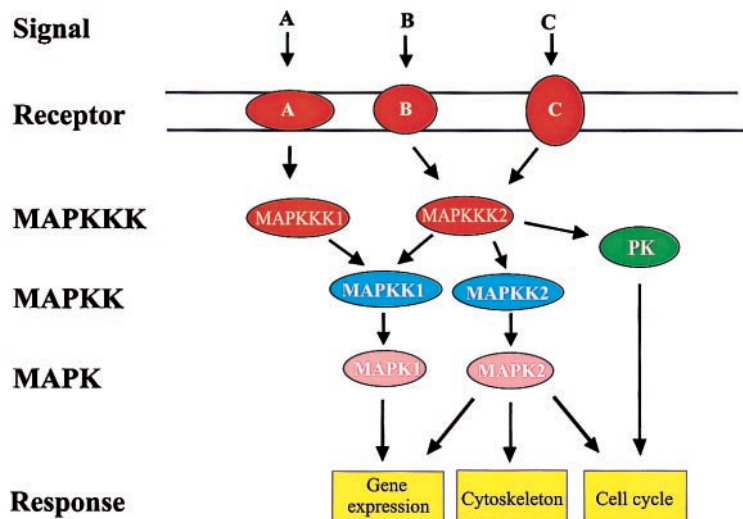 Signal A B C
Receptor A B C
MAPKKK MAPKKK1 MAPKKK2
PK
MAPKK MAPKK1 MAPKK2
MAPK MAPK1 MAPK2
Response Gene expression Cytoskeleton Cell cycle